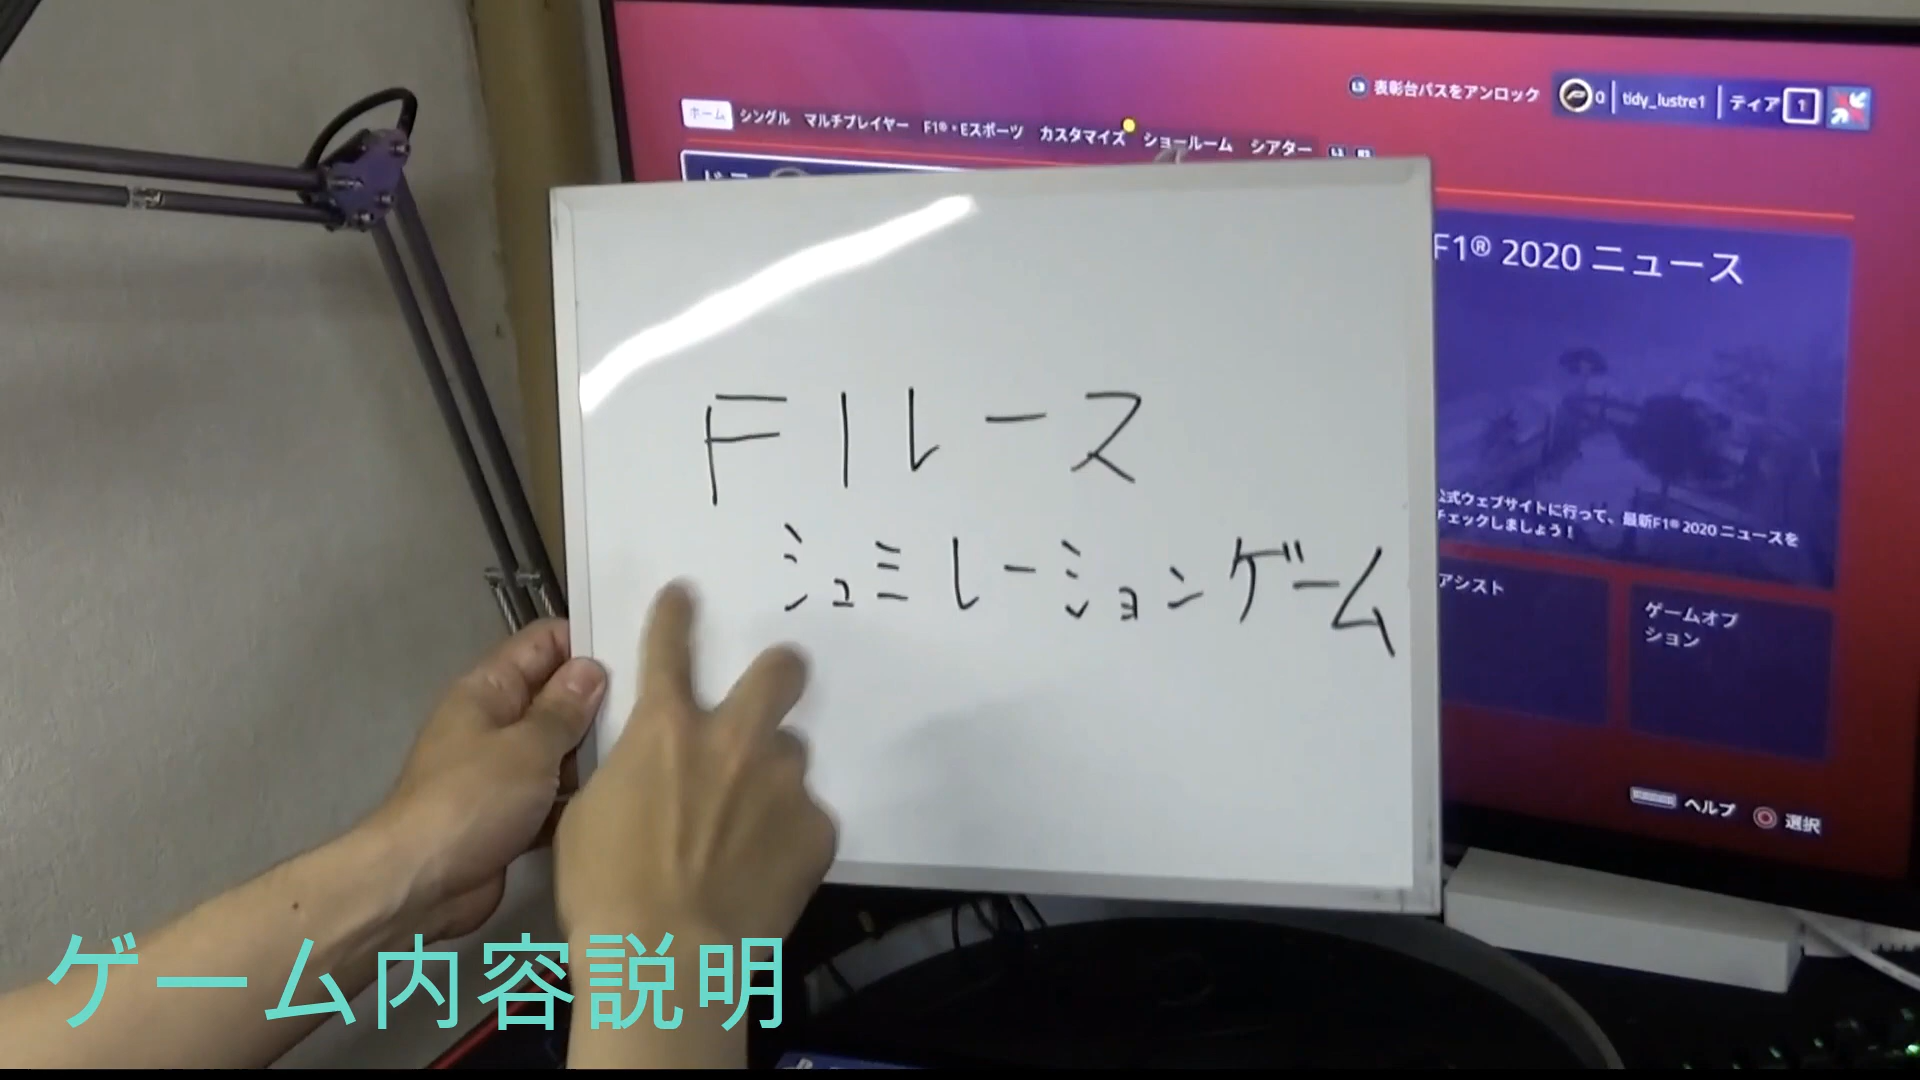 表彰台パスをアンロック 0 tidy_lustre1 ティア 1
ホーム シングル マルチプレイヤー F1®・Eスポーツ カスタマイズ ショールーム シアター
F1® 2020 ニュース
F1レース
シュミレーションゲーム
公式ウェブサイトに行って、最新F1® 2020 ニュースを
チェックしましょう！
アシスト
ゲームオプ
ション
ヘルプ 選択
ゲーム内容説明